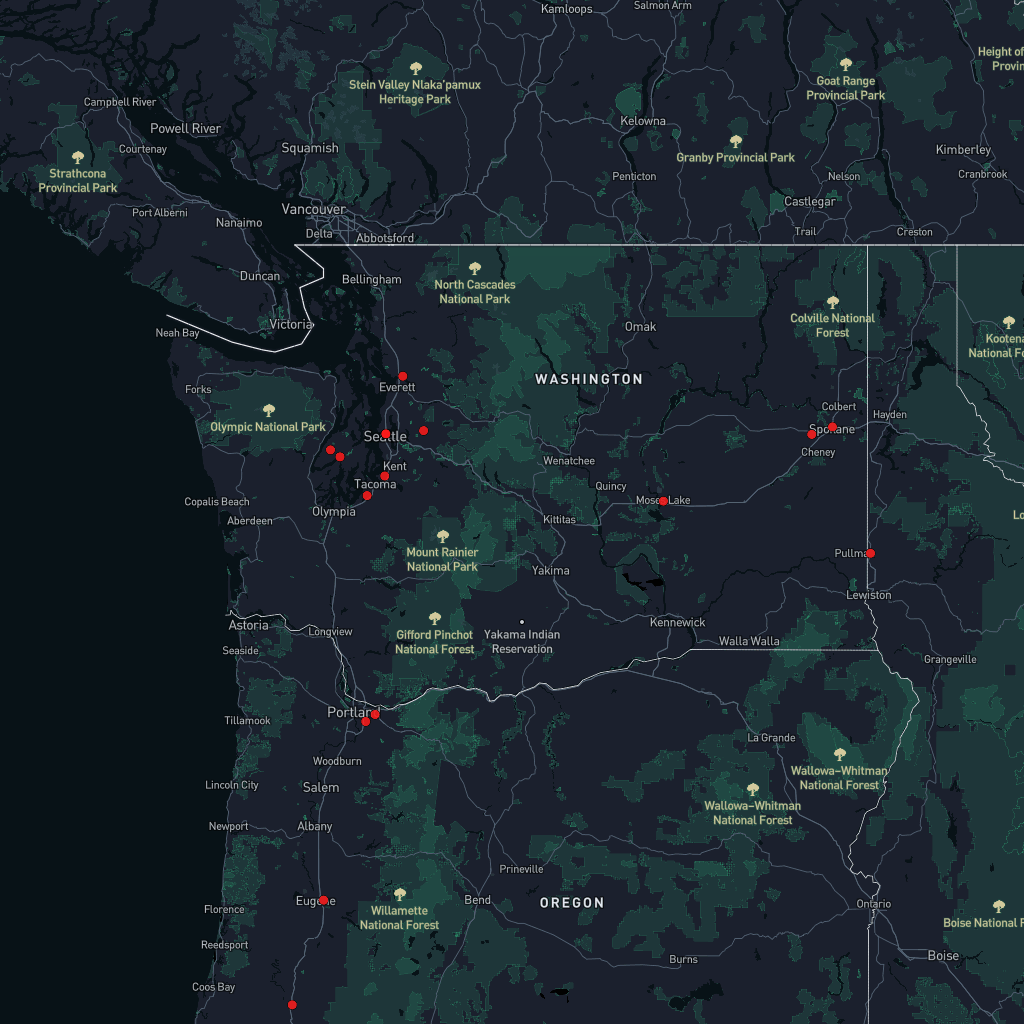 Kamloops
Salmon Arm
Height of
Provin
Stein Valley Nlaka'pamux
Heritage Park
Goat Range
Provincial Park
Campbell River
Powell River
Courtenay
Kelowna
Squamish
Granby Provincial Park
Kimberley
Strathcona
Provincial Park
Penticton
Nelson
Cranbrook
Castlegar
Port Alberni
Nanaimo
Vancouver
Delta
Abbotsford
Trail
Creston
Duncan
Bellingham
North Cascades
National Park
Victoria
Neah Bay
Omak
Colville National
Forest
Kootena
National Fo
WASHINGTON
Everett
Forks
Colbert
Hayden
Olympic National Park
Seattle
Spokane
Cheney
Kent
Wenatchee
Tacoma
Quincy
Copalis Beach
Olympia
Moses Lake
Aberdeen
Kittitas
Lo
Mount Rainier
National Park
Yakima
Pullma
Lewiston
Astoria
Longview
Gifford Pinchot
National Forest
Yakama Indian
Reservation
Kennewick
Walla Walla
Seaside
Grangeville
Portland
Tillamook
La Grande
Woodburn
Wallowa-Whitman
National Forest
Lincoln City
Salem
Wallowa-Whitman
National Forest
Newport
Albany
Prineville
Eugene
Bend
OREGON
Ontario
Florence
Willamette
National Forest
Boise National F
Reedsport
Burns
Boise
Coos Bay